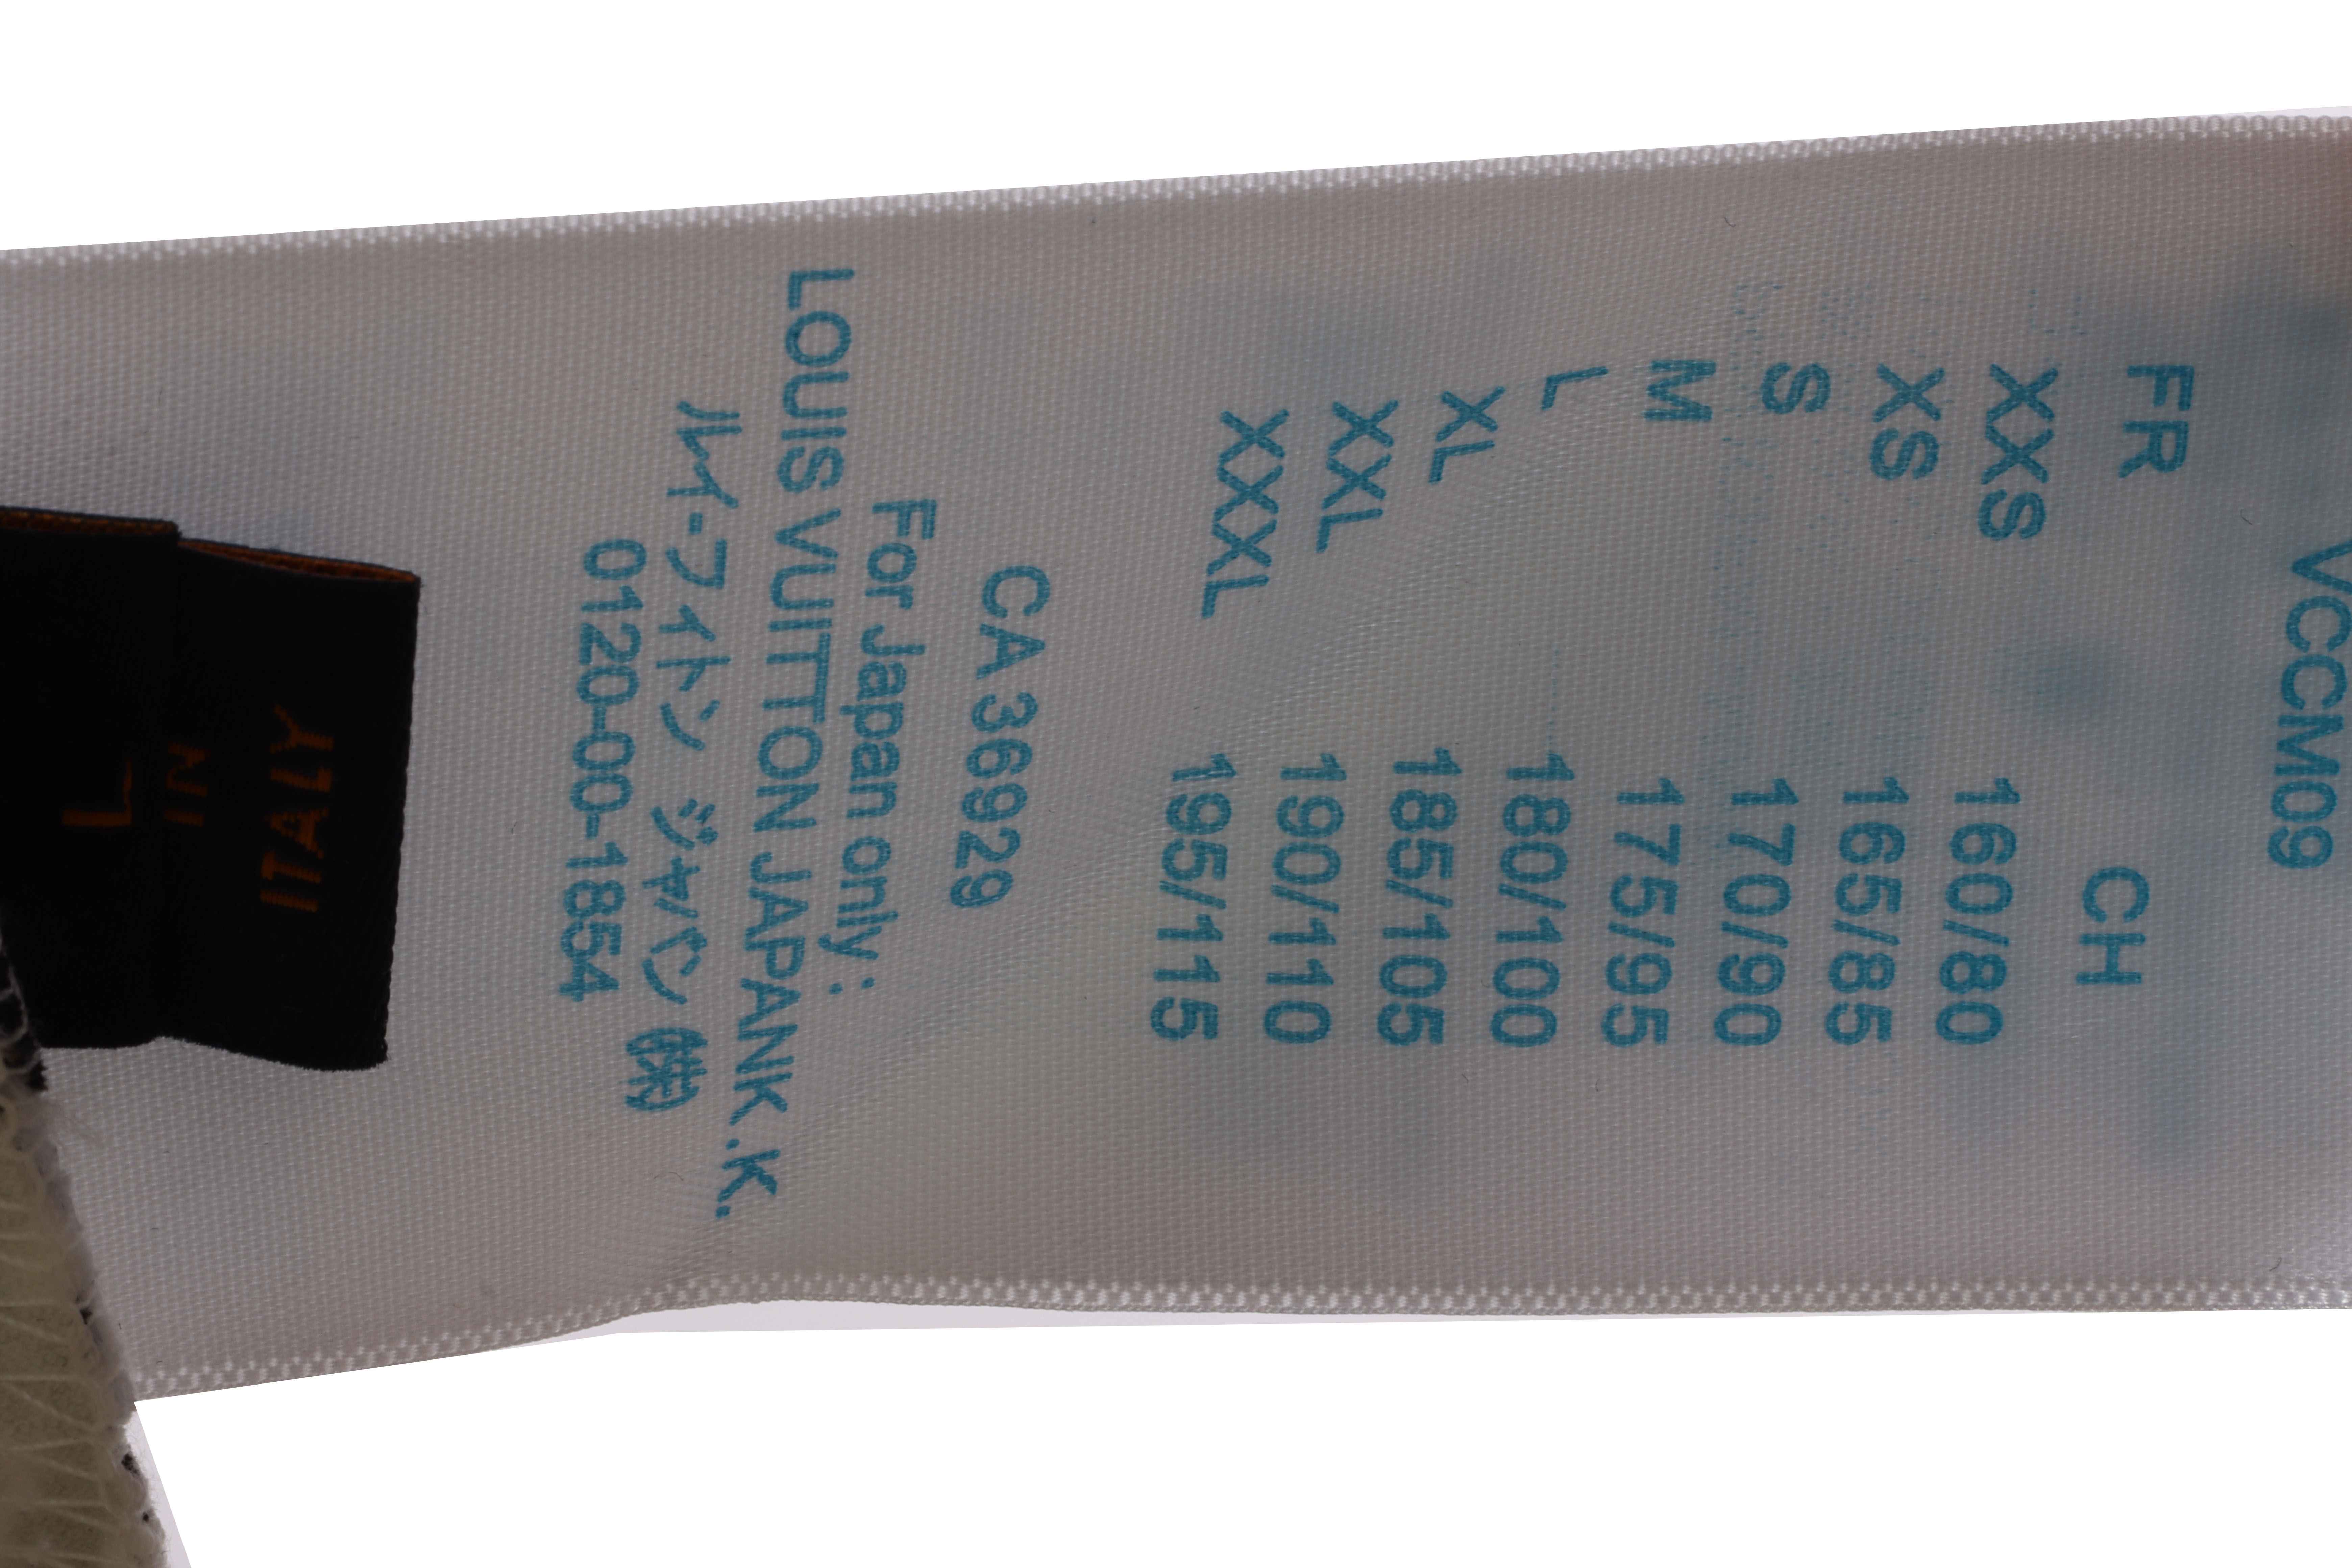 VCCM09
FR CH
XXS 160/80
XS 165/85
S 170/90
M 175/95
L 180/100
XL 185/105
XXL 190/110
XXXL 195/115
CA 36929
For Japan only :
LOUIS VUITTON JAPAN K.K.
ルイ・フィトン ジャパン ㈱
0120-00-1854
ITALY
IN
L